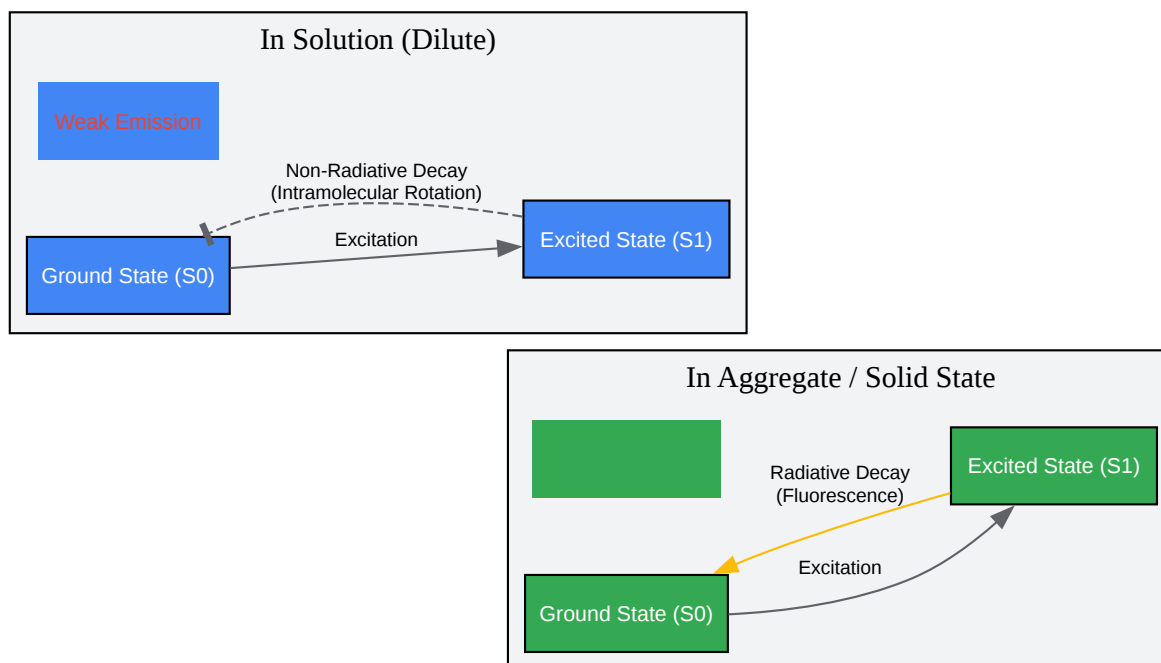 In Solution (Dilute)
Weak Emission
Non-Radiative Decay
(Intramolecular Rotation)
Excited State (S1)
Excitation
Ground State (S0)
In Aggregate / Solid State
Excited State (S1)
Radiative Decay
(Fluorescence)
Excitation
Ground State (S0)